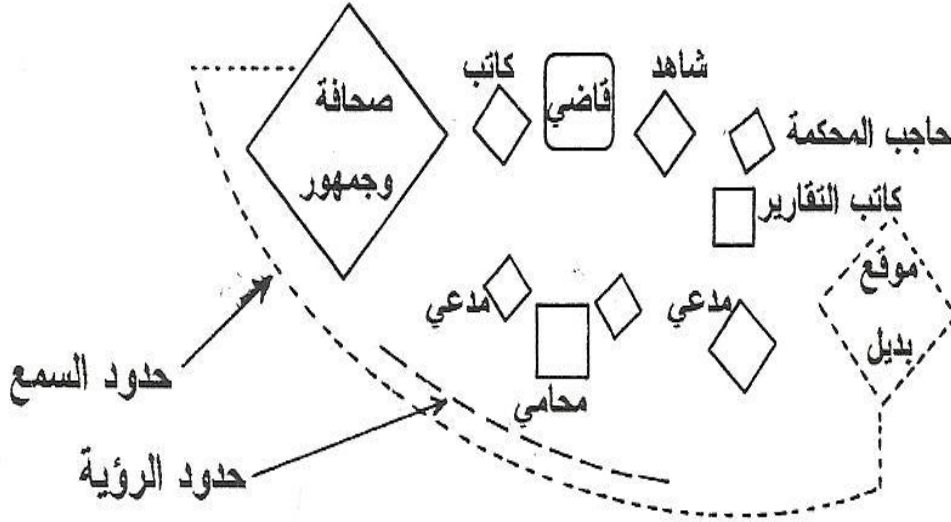 شاهد
كاتب
قاضي
صحافة
وجمهور
حاجب المحكمة
كاتب التقارير
موقع
بديل
مدعي
مدعي
محامي
حدود السمع
حدود الرؤية